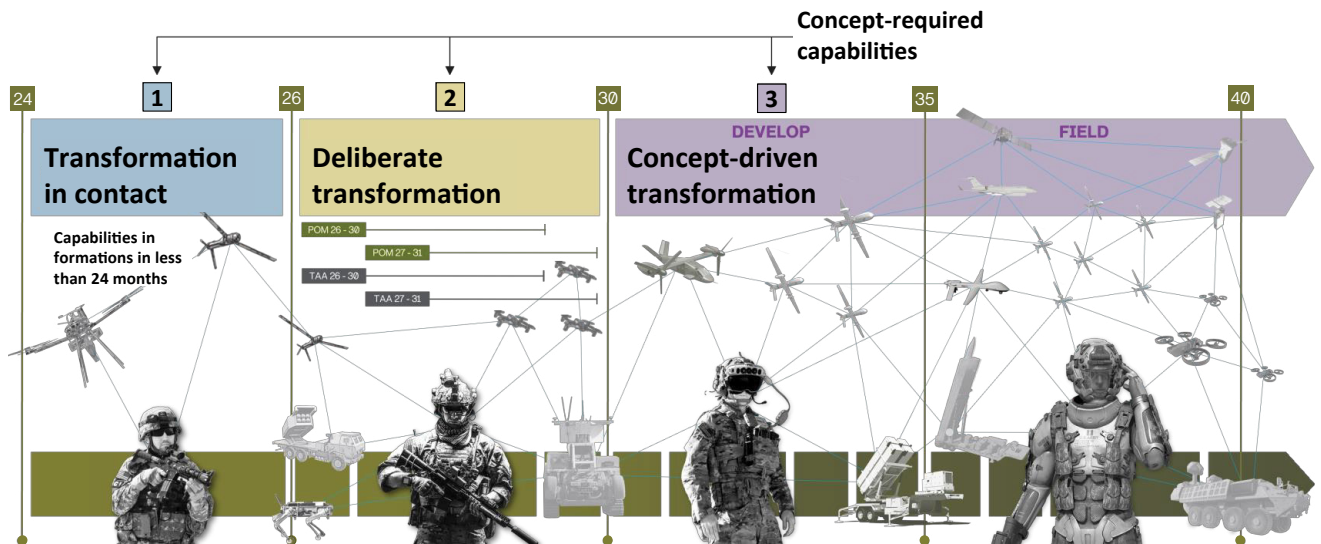 Concept-required
capabilities
24
1
26
2
30
3
35
40
Transformation
in contact
Deliberate
transformation
DEVELOP
FIELD
Concept-driven
transformation
Capabilities in
formations in less
than 24 months
POM 26 - 30
POM 27 - 31
TAA 26 - 30
TAA 27 - 31